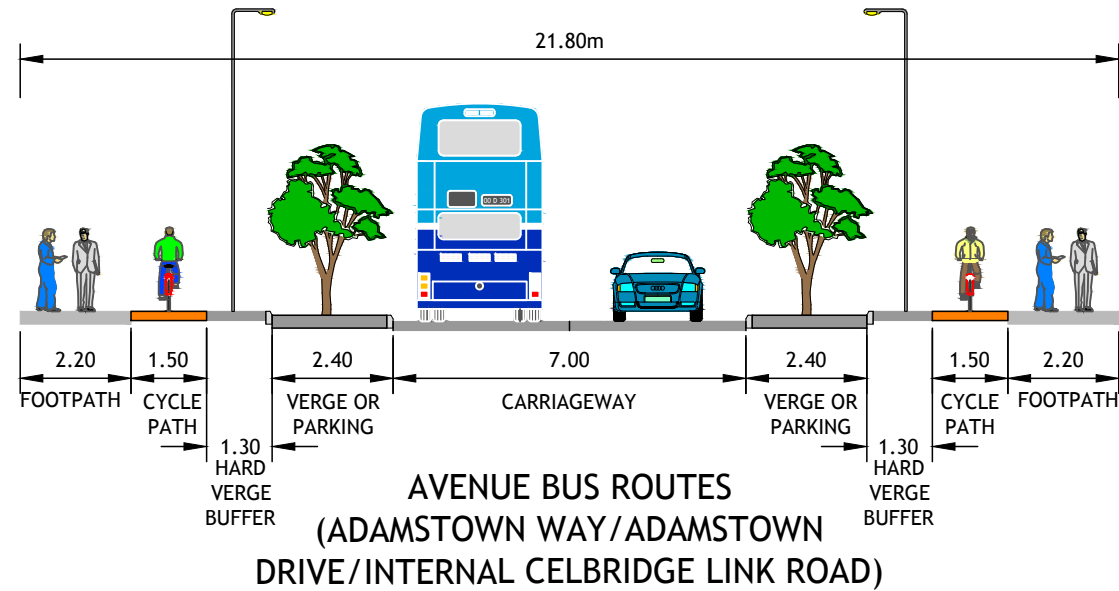 21.80m
00 D 301
2.20
1.50
2.40
7.00
2.40
1.50
2.20
FOOTPATH
CYCLE
PATH
VERGE OR
PARKING
CARRIAGEWAY
VERGE OR
PARKING
CYCLE
PATH
FOOTPATH
1.30
HARD
VERGE
BUFFER
1.30
HARD
VERGE
BUFFER
AVENUE BUS ROUTES
(ADAMSTOWN WAY/ADAMSTOWN
DRIVE/INTERNAL CELBRIDGE LINK ROAD)